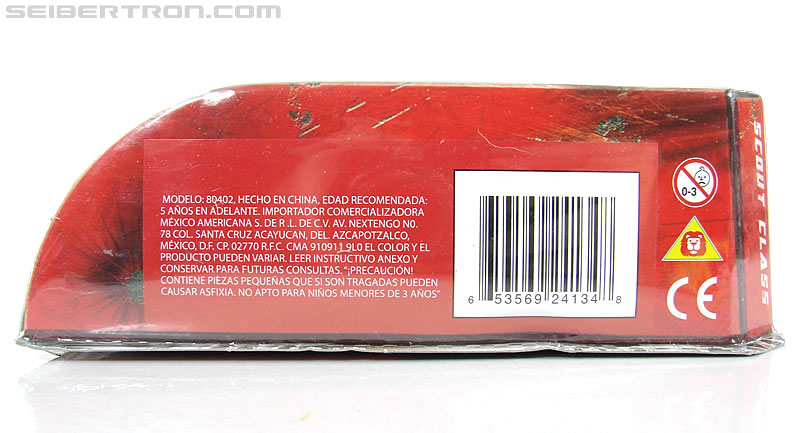 SEIBERTRON.COM
MODELO: 80402, HECHO EN CHINA, EDAD RECOMENDADA:
5 AÑOS EN ADELANTE. IMPORTADOR COMERCIALIZADORA
MÉXICO AMERICANA S. DE R .L. DE C.V. AV. NEXTENGO N0.
78 COL. SANTA CRUZ ACAYUCAN, DEL. AZCAPOTZALCO,
MÉXICO, D.F. CP. 02770 R.F.C. CMA 910911 9L0 EL COLOR Y EL
PRODUCTO PUEDEN VARIAR. LEER INSTRUCTIVO ANEXO Y
CONSERVAR PARA FUTURAS CONSULTAS. "¡PRECAUCIÓN!
CONTIENE PIEZAS PEQUEÑAS QUE SI SON TRAGADAS PUEDEN
CAUSAR ASFIXIA. NO APTO PARA NIÑOS MENORES DE 3 AÑOS"
6 53569 24134 8
0-3
CE
SCOUT CLASS